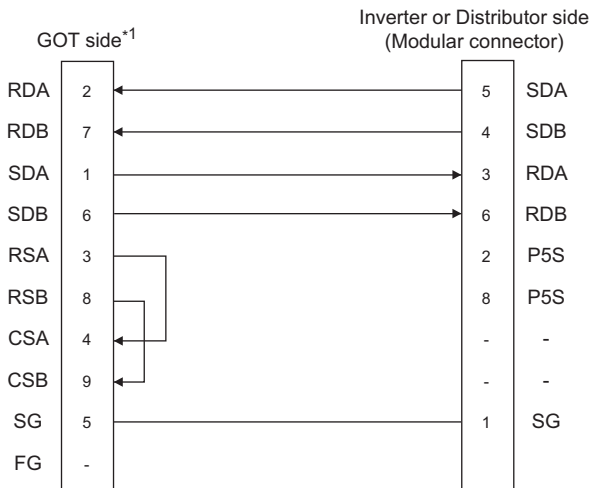 Inverter or Distributor side
GOT side*1 (Modular connector)
RDA 2 5 SDA
RDB 7 4 SDB
SDA 1 3 RDA
SDB 6 6 RDB
RSA 3 2 P5S
RSB 8 8 P5S
CSA 4 - -
CSB 9 - -
SG 5 1 SG
FG -